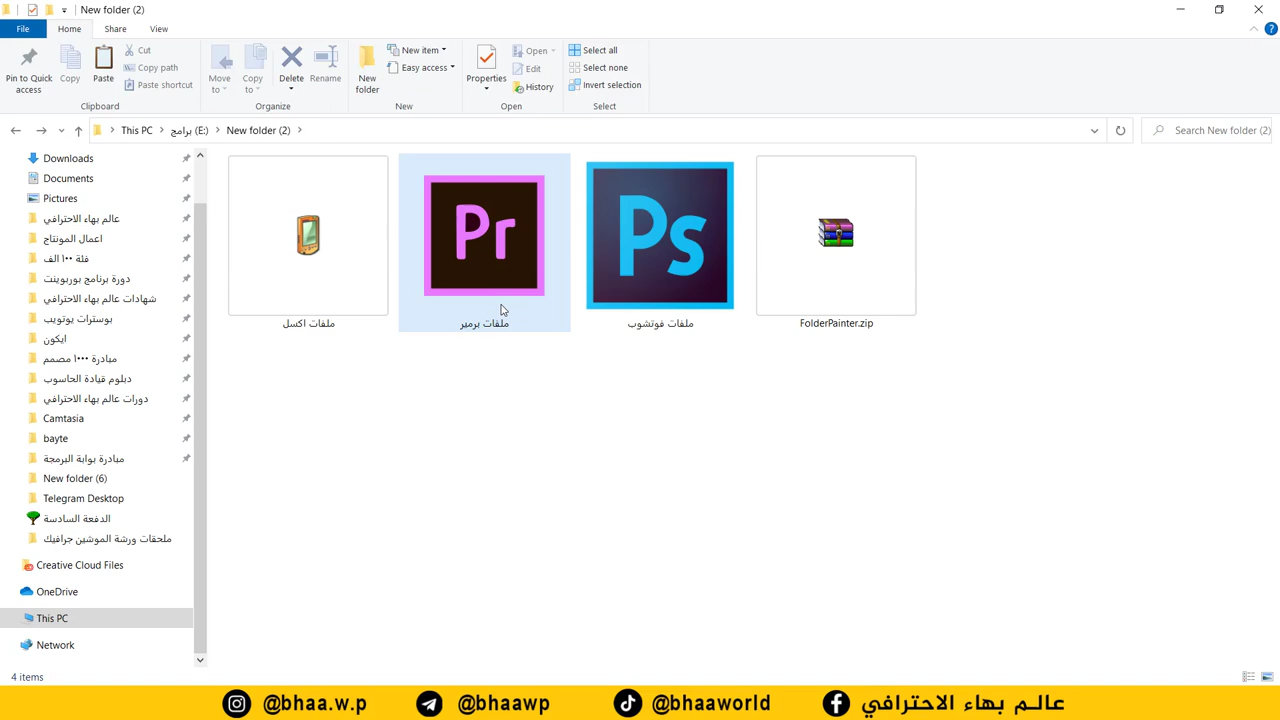 New folder (2)
File
Home
Share
View
Pin to Quick access
Copy
Paste
Cut
Copy path
Paste shortcut
Clipboard
Move to
Copy to
Delete
Rename
Organize
New folder
New item
Easy access
New
Properties
Open
Edit
History
Open
Select all
Select none
Invert selection
Select
This PC
برامج (E:)
New folder (2)
Search New folder (2)
Downloads
Documents
Pictures
عالم بهاء الاحترافي
اعمال المونتاج
فلة ١٠٠ الف
دورة برنامج بوربوينت
شهادات عالم بهاء الاحترافي
بوسترات يوتويب
ايكون
مبادرة ١٠٠٠ مصمم
دبلوم قيادة الحاسوب
دورات عالم بهاء الاحترافي
Camtasia
bayte
مبادرة بوابة البرمجة
New folder (6)
Telegram Desktop
الدفعة السادسة
ملحقات ورشة الموشين جرافيك
Creative Cloud Files
OneDrive
This PC
Network
Pr
Ps
ملفات اكسل
ملفات برمير
ملفات فوتشوب
FolderPainter.zip
4 items
@bhaa.w.p
@bhaawp
@bhaaworld
عالم بهاء الاحترافي